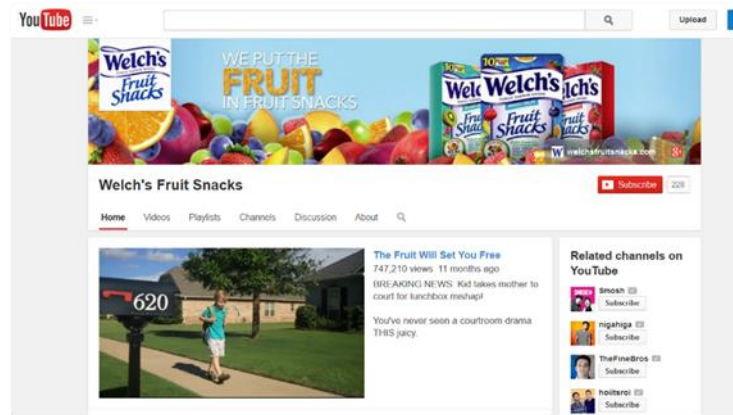 YouTube
Upload
Welch's
Fruit
Snacks
WE PUT THE
FRUIT
IN FRUIT SNACKS
Welch's
Fruit
Snacks
welchsfruitsnacks.com
Welch's Fruit Snacks
Subscribe 228
Home Videos Playlists Channels Discussion About
620
The Fruit Will Set You Free
747,210 views 11 months ago
BREAKING NEWS Kid takes mother to
court for lunchbox mishap!
You've never seen a courtroom drama
THIS juicy.
Related channels on
YouTube
Smosh
Subscribe
nigahiga
Subscribe
TheFineBros
Subscribe
hoiitsroi
Subscribe